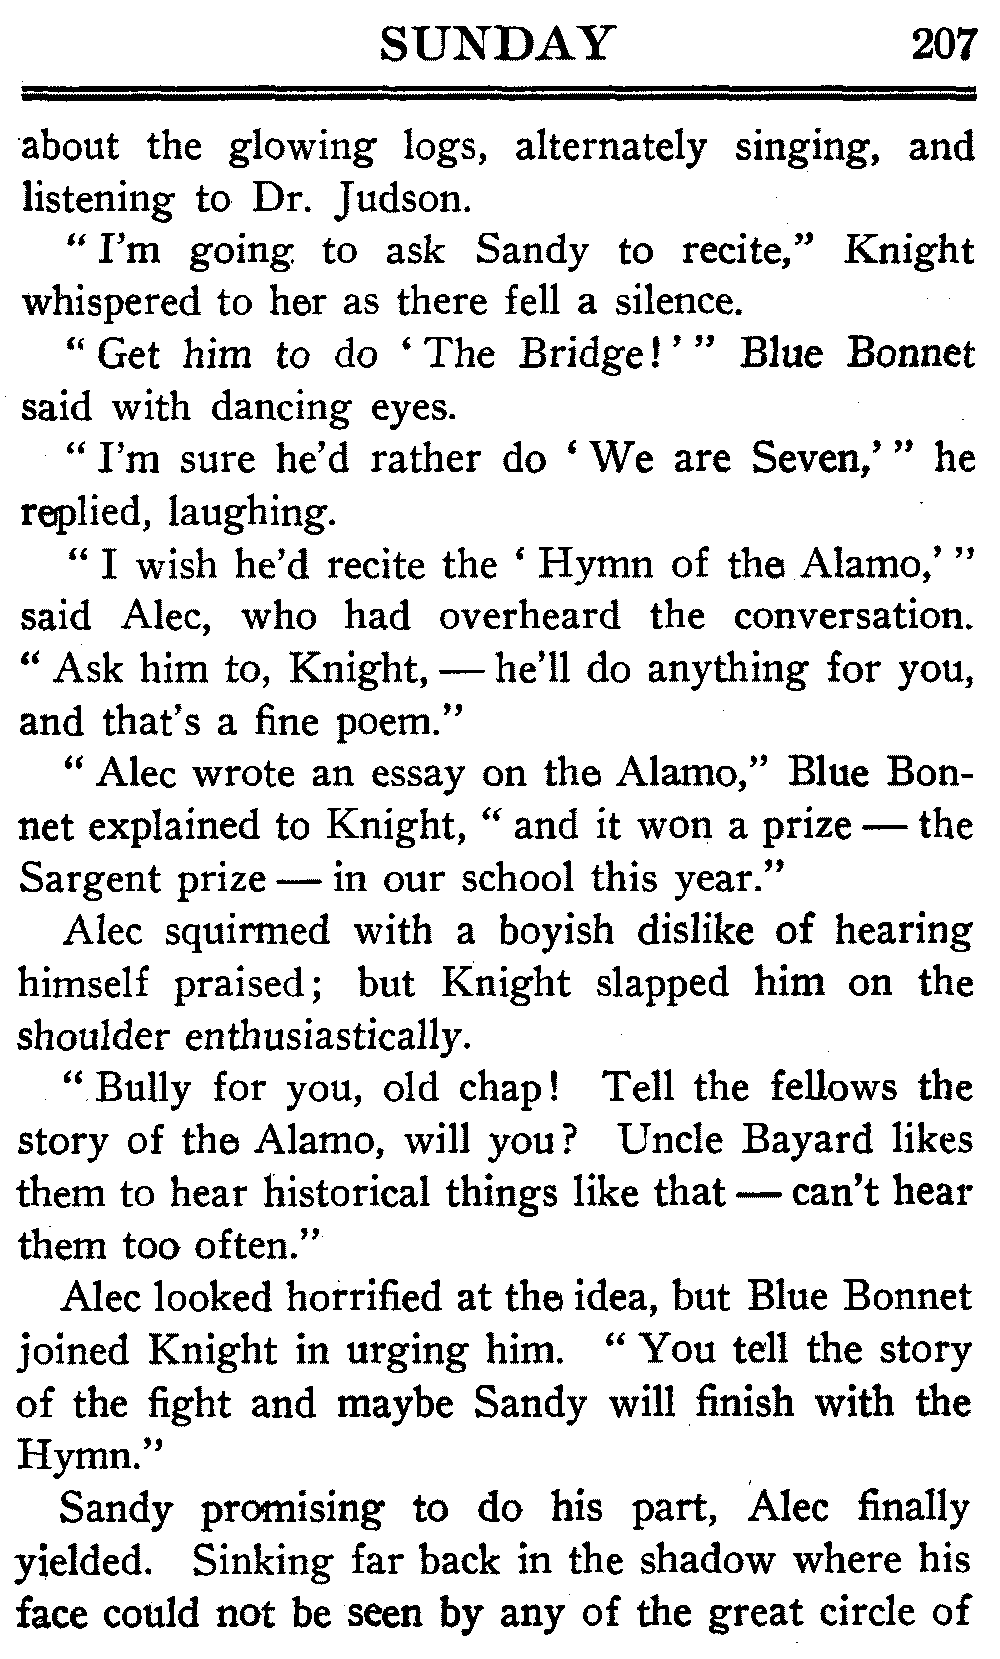 SUNDAY 207
about the glowing logs, alternately singing, and
listening to Dr. Judson.
“ I’m going to ask Sandy to recite,” Knight
whispered to her as there fell a silence.
“ Get him to do ‘ The Bridge! ’ ” Blue Bonnet
said with dancing eyes.
“ I’m sure he’d rather do ‘ We are Seven,’ ” he
replied, laughing.
“ I wish he’d recite the ‘ Hymn of the Alamo,’ ”
said Alec, who had overheard the conversation.
“ Ask him to, Knight, — he’ll do anything for you,
and that’s a fine poem.”
“ Alec wrote an essay on the Alamo,” Blue Bon-
net explained to Knight, “ and it won a prize — the
Sargent prize — in our school this year.”
Alec squirmed with a boyish dislike of hearing
himself praised; but Knight slapped him on the
shoulder enthusiastically.
“ Bully for you, old chap! Tell the fellows the
story of the Alamo, will you? Uncle Bayard likes
them to hear historical things like that — can’t hear
them too often.”
Alec looked horrified at the idea, but Blue Bonnet
joined Knight in urging him. “ You tell the story
of the fight and maybe Sandy will finish with the
Hymn.”
Sandy promising to do his part, Alec finally
yielded. Sinking far back in the shadow where his
face could not be seen by any of the great circle of